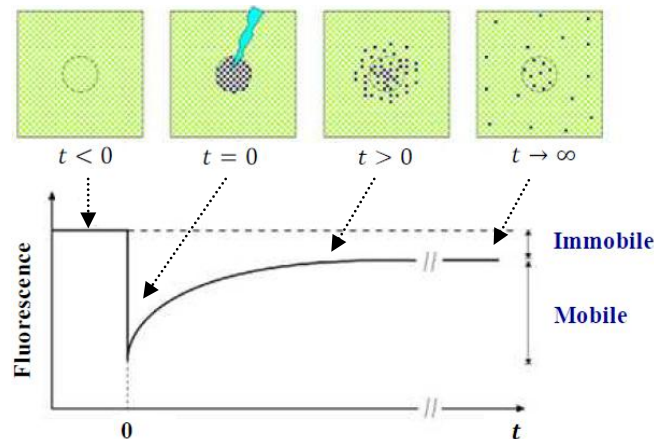 t < 0
t = 0
t > 0
t → ∞
Fluorescence
Immobile
Mobile
//
//
0
t